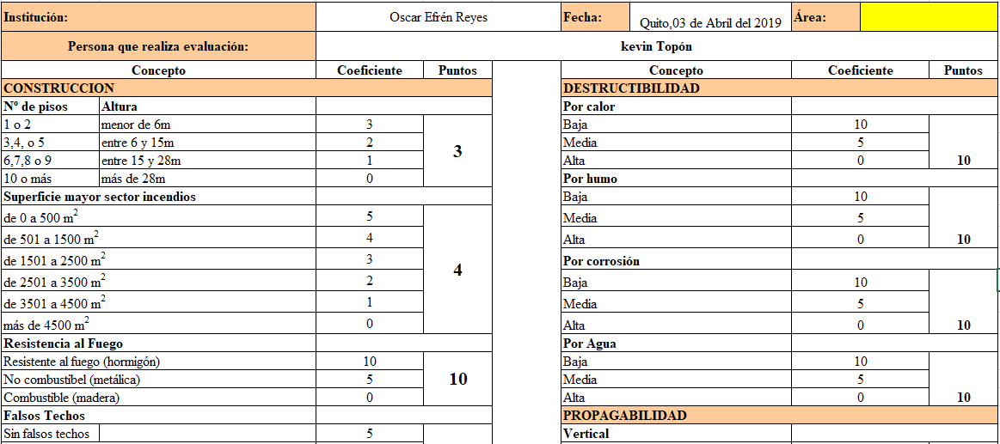 Institución: Oscar Efrén Reyes Fecha: Quito,03 de Abril del 2019 Área:
Persona que realiza evaluación: kevin Topón
Concepto Coeficiente Puntos
CONSTRUCCION
Nº de pisos Altura
1 o 2 menor de 6m 3
3,4, o 5 entre 6 y 15m 2
3
6,7,8 o 9 entre 15 y 28m 1
10 o más más de 28m 0
Superficie mayor sector incendios
de 0 a 500 m2 5
de 501 a 1500 m2 4
de 1501 a 2500 m2 3
4
de 2501 a 3500 m2 2
de 3501 a 4500 m2 1
más de 4500 m2 0
Resistencia al Fuego
Resistente al fuego (hormigón) 10
No combustibel (metálica) 5 10
Combustible (madera) 0
Falsos Techos
Sin falsos techos 5
Concepto Coeficiente Puntos
DESTRUCTIBILIDAD
Por calor
Baja 10
Media 5
Alta 0 10
Por humo
Baja 10
Media 5
Alta 0 10
Por corrosión
Baja 10
Media 5
Alta 0 10
Por Agua
Baja 10
Media 5
Alta 0 10
PROPAGABILIDAD
Vertical